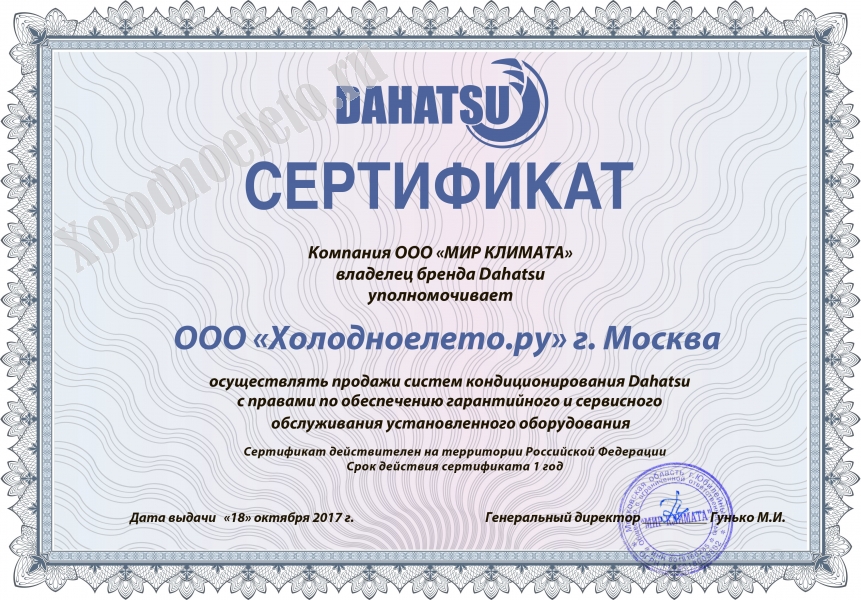 Xolodnoeleto.ru
DAHATSU
СЕРТИФИКАТ
Компания ООО «МИР КЛИМАТА»
владелец бренда Dahatsu
уполномочивает
ООО «Холодноелето.ру» г. Москва
осуществлять продажи систем кондиционирования Dahatsu
с правами по обеспечению гарантийного и сервисного
обслуживания установленного оборудования
Сертификат действителен на территории Российской Федерации
Срок действия сертификата 1 год
Дата выдачи «18» октября 2017 г. Генеральный директор Гунько М.И.
"МИР КЛИМАТА"